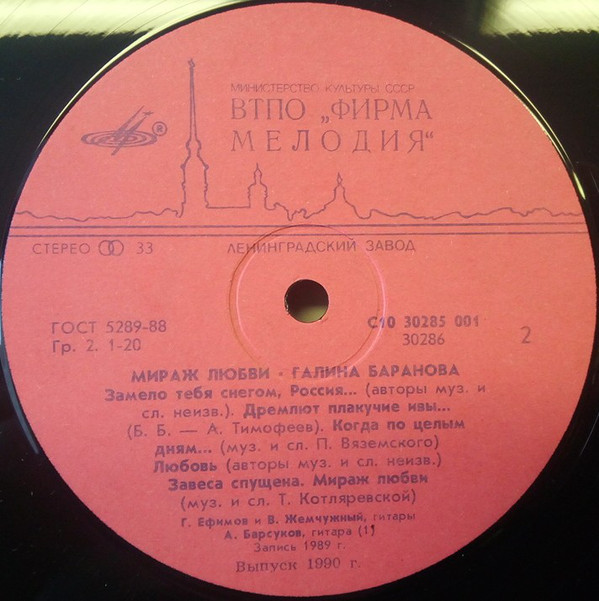 МИНИСТЕРСТВО КУЛЬТУРЫ СССР
ВТПО „ФИРМА
МЕЛОДИЯ“
®
СТЕРЕО 33
ЛЕНИНГРАДСКИЙ ЗАВОД
ГОСТ 5289-88
Гр. 2. 1-20
С10 30285 001
30286
2
МИРАЖ ЛЮБВИ - ГАЛИНА БАРАНОВА
Замело тебя снегом, Россия... (авторы муз. и
сл. неизв.). Дремлют плакучие ивы...
(Б. Б. — А. Тимофеев). Когда по целым
дням... (муз. и сл. П. Вяземского)
Любовь (авторы муз. и сл. неизв.)
Завеса спущена. Мираж любви
(муз. и сл. Т. Котляревской)
Г. Ефимов и В. Жемчужный, гитары
А. Барсуков, гитара (1)
Запись 1989 г.
Выпуск 1990 г.